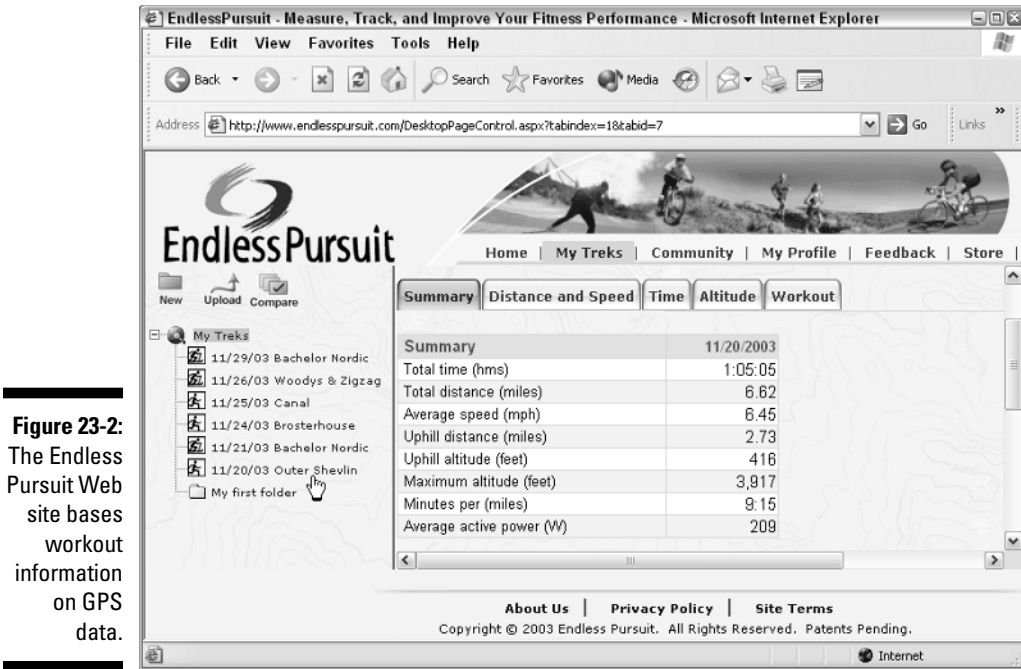 EndlessPursuit - Measure, Track, and Improve Your Fitness Performance - Microsoft Internet Explorer
File Edit View Favorites Tools Help
Back Search Favorites Media
Address http://www.endlesspursuit.com/DesktopPageControl.aspx?tabindex=1&tabid=7 Go Links »
EndlessPursuit
Home | My Treks | Community | My Profile | Feedback | Store |
New Upload Compare
My Treks
11/29/03 Bachelor Nordic
11/26/03 Woodys & Zigzag
11/25/03 Canal
11/24/03 Brosterhouse
11/21/03 Bachelor Nordic
11/20/03 Outer Shevlin
My first folder
Summary Distance and Speed Time Altitude Workout
Summary 11/20/2003
Total time (hms) 1:05:05
Total distance (miles) 6.62
Average speed (mph) 6.45
Uphill distance (miles) 2.73
Uphill altitude (feet) 416
Maximum altitude (feet) 3,917
Minutes per (miles) 9:15
Average active power (W) 209
About Us | Privacy Policy | Site Terms
Copyright © 2003 Endless Pursuit. All Rights Reserved. Patents Pending.
Internet
Figure 23-2:
The Endless
Pursuit Web
site bases
workout
information
on GPS
data.